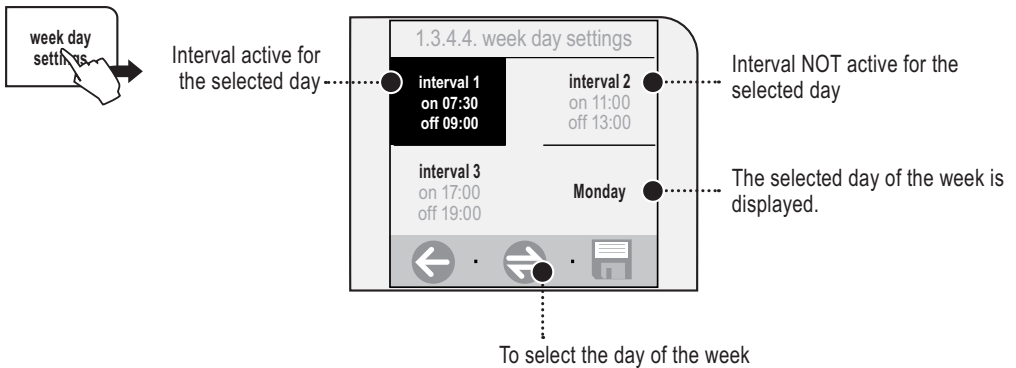 week day
settings
Interval active for
the selected day
1.3.4.4. week day settings
interval 1
on 07:30
off 09:00
interval 2
on 11:00
off 13:00
Interval NOT active for the
selected day
interval 3
on 17:00
off 19:00
Monday
The selected day of the week is
displayed.
To select the day of the week